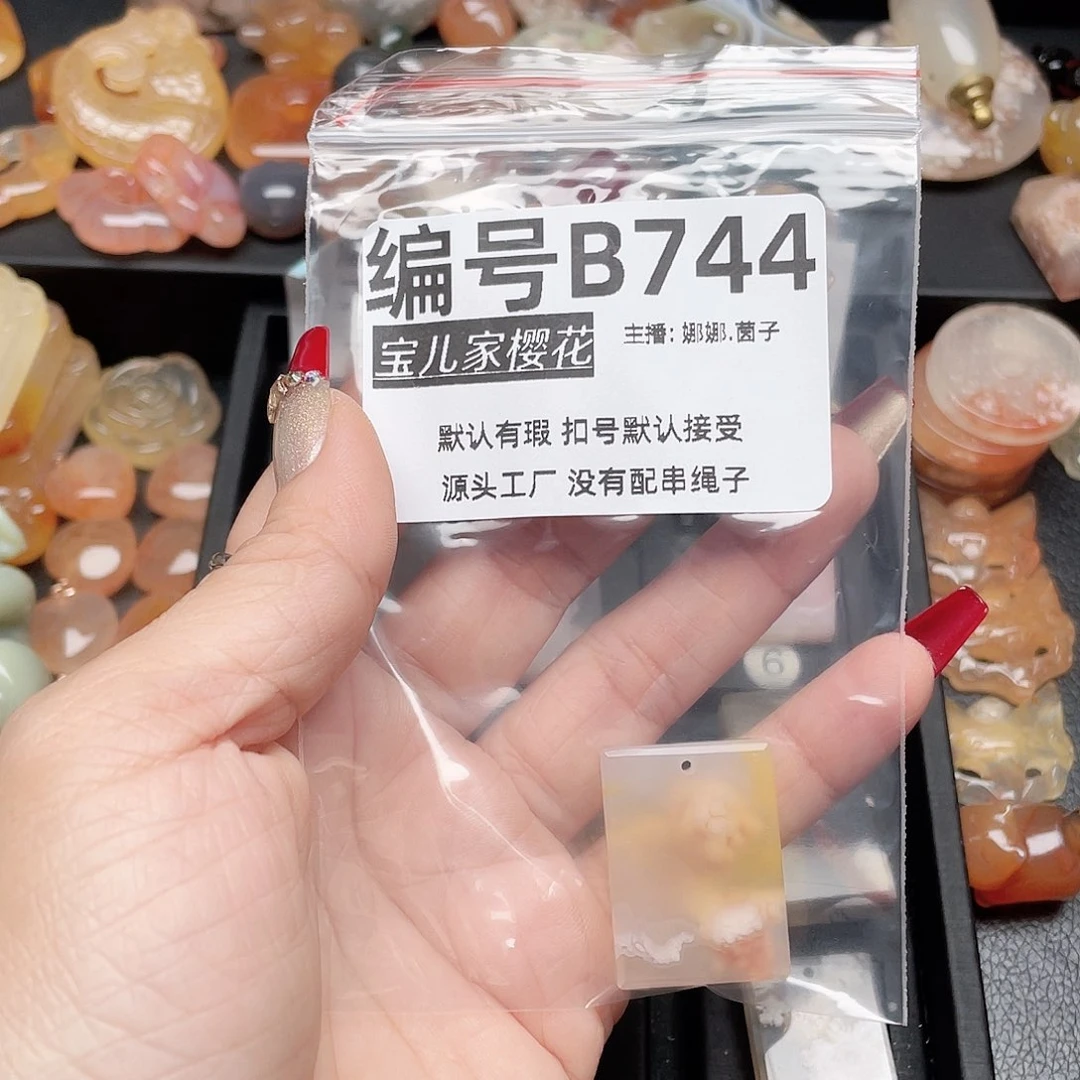 编号B744
宝儿家樱花
主播:娜娜.茵子
默认有瑕 扣号默认接受
源头工厂 没有配串绳子
6